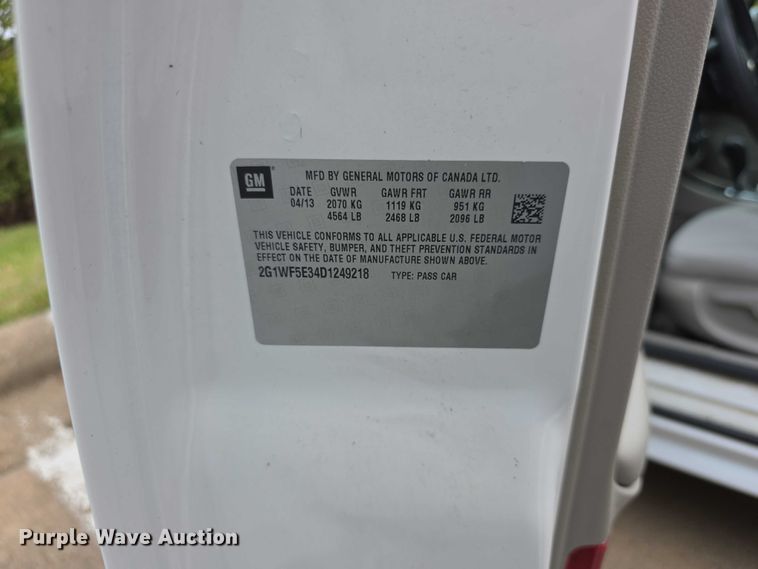 GM
MFD BY GENERAL MOTORS OF CANADA LTD.
DATE GVWR GAWR FRT GAWR RR
04/13 2070 KG 1119 KG 951 KG
4564 LB 2468 LB 2096 LB
THIS VEHICLE CONFORMS TO ALL APPLICABLE U.S. FEDERAL MOTOR
VEHICLE SAFETY, BUMPER, AND THEFT PREVENTION STANDARDS IN
EFFECT ON THE DATE OF MANUFACTURE SHOWN ABOVE.
2G1WF5E34D1249218 TYPE: PASS CAR
Purple Wave Auction